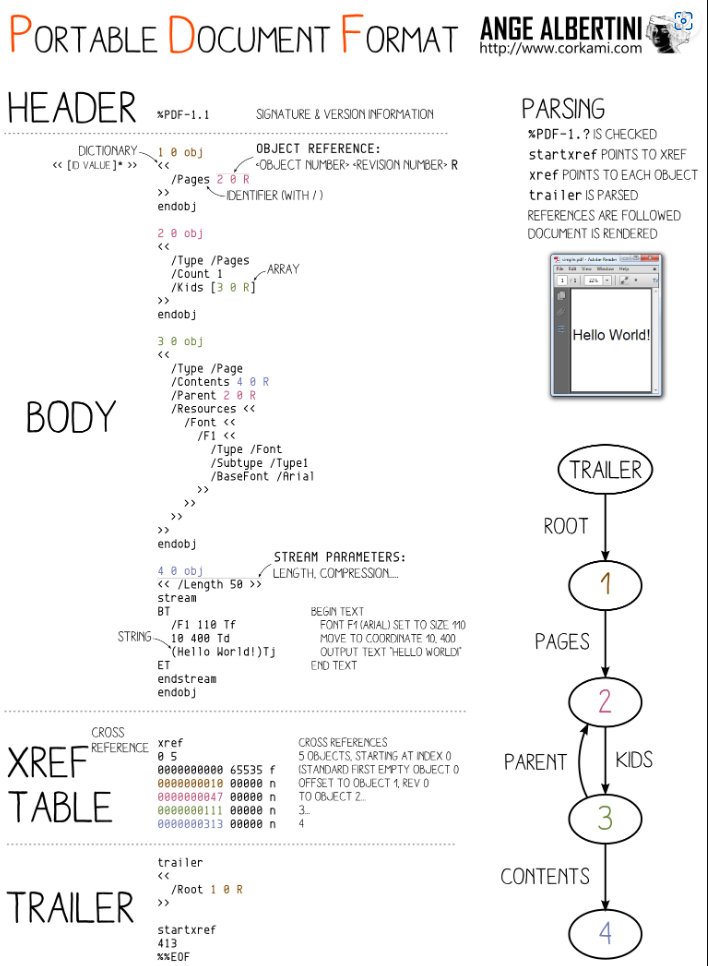 PORTABLE DOCUMENT FORMAT
ANGE ALBERTINI
http://www.corkami.com
HEADER
%PDF-1.1
SIGNATURE & VERSION INFORMATION
BODY
DICTIONARY
<< [ID VALUE]* >>
OBJECT REFERENCE:
<OBJECT NUMBER> <REVISION NUMBER> R
1 0 obj
<<
/Pages 2 0 R
IDENTIFIER (WITH /)
>>
endobj
2 0 obj
<<
/Type /Pages
/Count 1
/Kids [3 0 R]
ARRAY
>>
endobj
3 0 obj
<<
/Type /Page
/Contents 4 0 R
/Parent 2 0 R
/Resources <<
/Font <<
/F1 <<
/Type /Font
/Subtype /Type1
/BaseFont /Arial
>>
>>
>>
>>
endobj
STREAM PARAMETERS:
LENGTH, COMPRESSION.....
4 0 obj
<< /Length 50 >>
stream
BT BEGIN TEXT
/F1 110 Tf FONT F1 (ARIAL) SET TO SIZE 110
10 400 Td MOVE TO COORDINATE 10, 400
STRING
(Hello World!)Tj OUTPUT TEXT "HELLO WORLD!"
ET END TEXT
endstream
endobj
XREF
TABLE
CROSS
REFERENCE
xref CROSS REFERENCES
0 5 5 OBJECTS, STARTING AT INDEX 0
0000000000 65535 f (STANDARD FIRST EMPTY OBJECT 0
0000000010 00000 n OFFSET TO OBJECT 1, REV 0
0000000047 00000 n TO OBJECT 2...
0000000111 00000 n 3...
0000000313 00000 n 4
TRAILER
trailer
<<
/Root 1 0 R
>>
startxref
413
%%EOF
PARSING
%PDF-1.? IS CHECKED
startxref POINTS TO XREF
xref POINTS TO EACH OBJECT
trailer IS PARSED
REFERENCES ARE FOLLOWED
DOCUMENT IS RENDERED
simple.pdf - Adobe Reader
File Edit View Window Help
1 / 1
Hello World!
TRAILER
ROOT
1
PAGES
2
PARENT
KIDS
3
CONTENTS
4